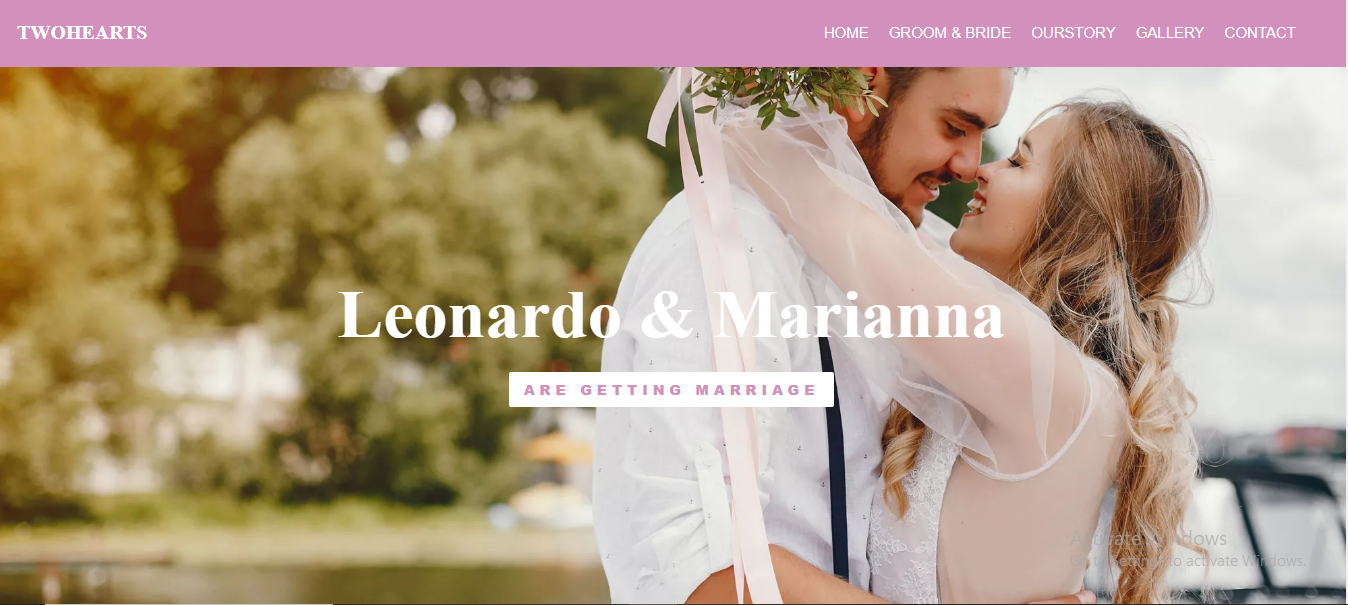 TWOHEARTS
HOME GROOM & BRIDE OURSTORY GALLERY CONTACT
Leonardo & Marianna
ARE GETTING MARRIAGE
Activate Windows
Go to Settings to activate Windows.